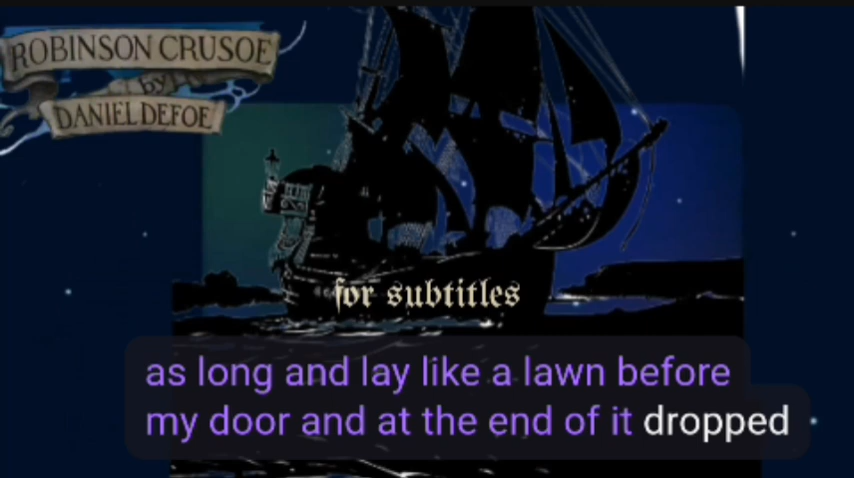 ROBINSON CRUSOE
by
DANIEL DEFOE
for subtitles
as long and lay like a lawn before
my door and at the end of it dropped